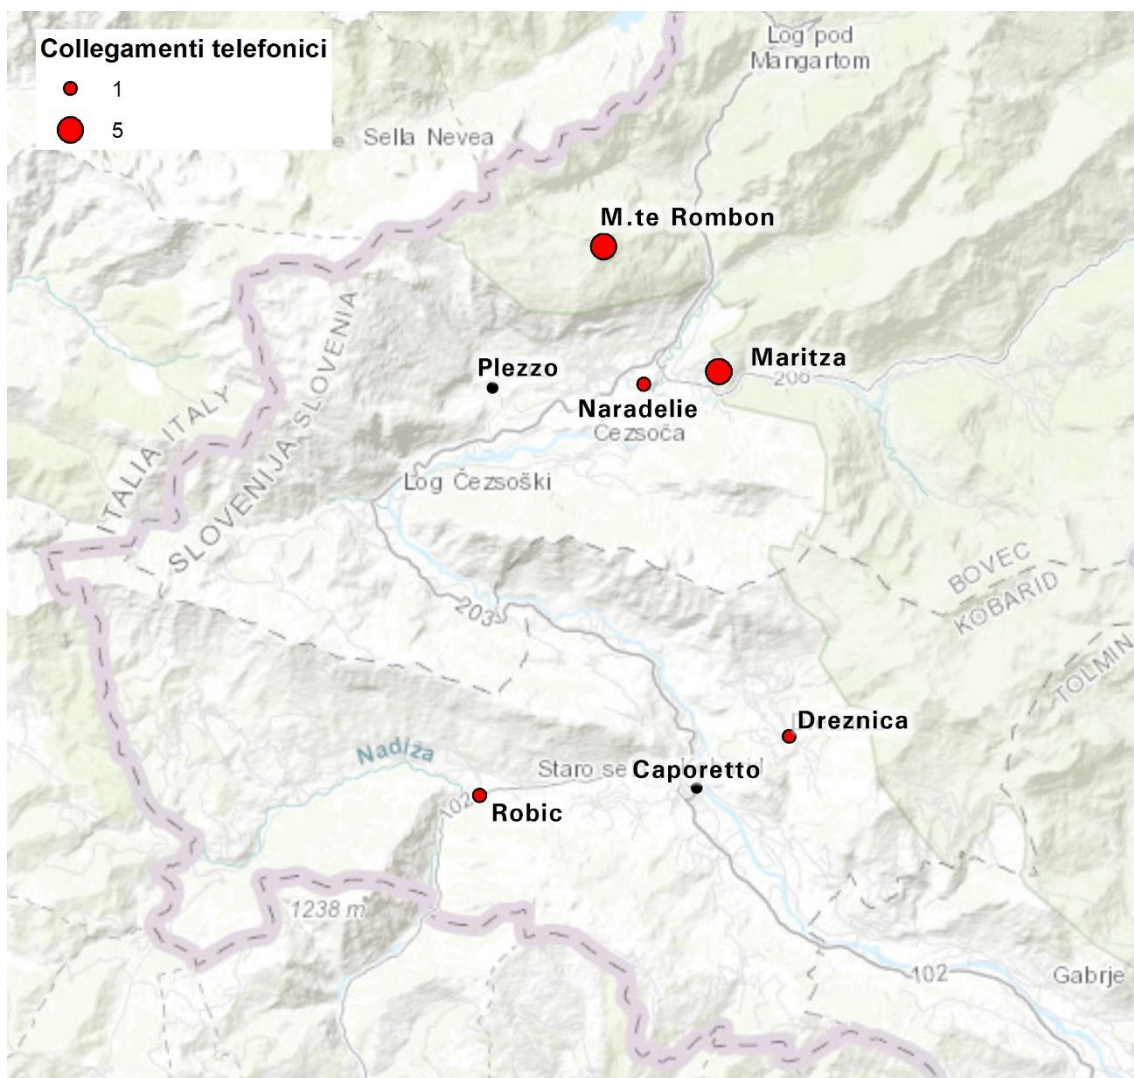 Collegamenti telefonici
1
5
Log pod
Mangartom
e Sella Nevea
M.te Rombon
Plezzo
Maritza
206
Naradelie
Cezsoča
ITALIA ITALY
SLOVENIJA SLOVENIA
Log Čezsoški
BOVEC
KOBARID
203
TOLMIN
Dreznica
Nadiža
Staro se
Caporetto
102
Robic
1238 m
102
Gabrje